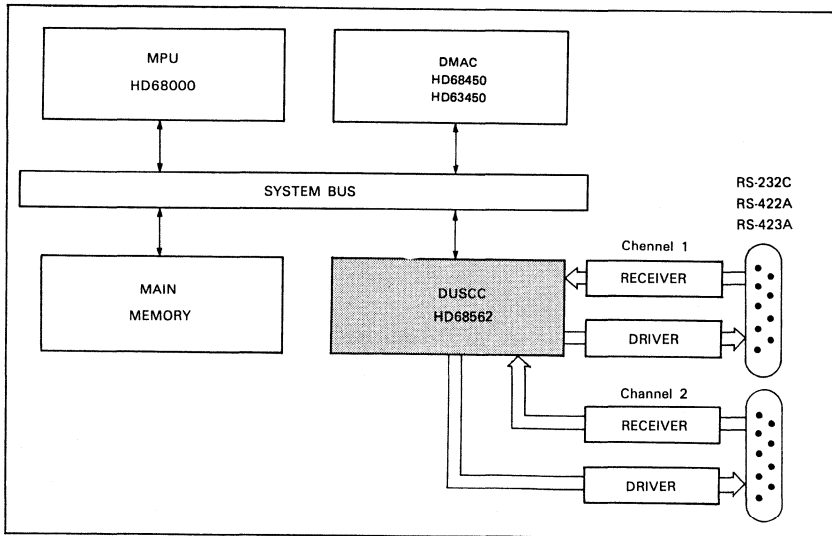 MPU
HD68000
DMAC
HD68450
HD63450
SYSTEM BUS
RS-232C
RS-422A
RS-423A
MAIN
MEMORY
DUSCC
HD68562
Chennel 1
RECEIVER
DRIVER
Channel 2
RECEIVER
DRIVER